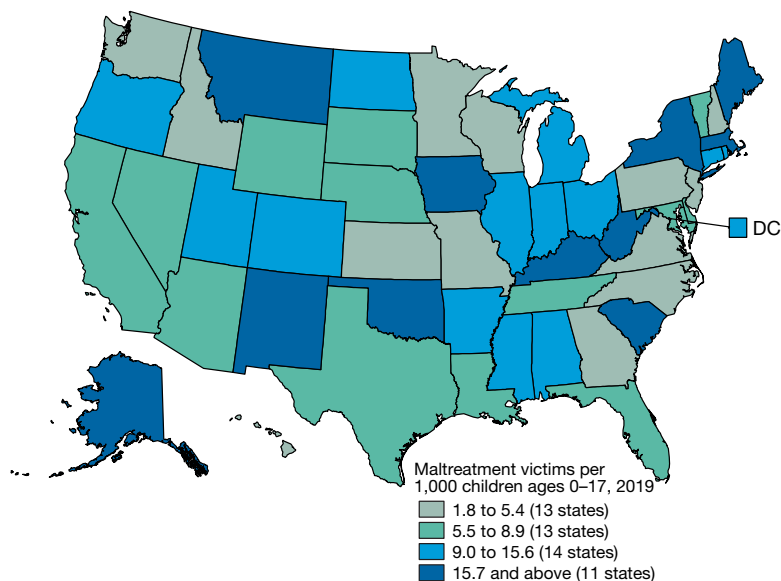 DC
Maltreatment victims per
1,000 children ages 0–17, 2019
1.8 to 5.4 (13 states)
5.5 to 8.9 (13 states)
9.0 to 15.6 (14 states)
15.7 and above (11 states)